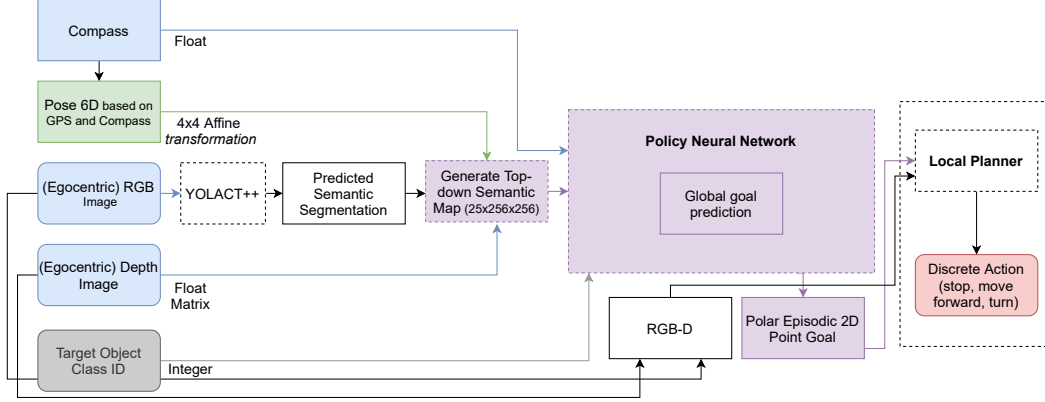 Compass
Float
Pose 6D based on
GPS and Compass
4x4 Affine
transformation
(Egocentric) RGB
Image
YOLACT++
Predicted
Semantic
Segmentation
Generate Top-
down Semantic
Map (25x256x256)
Policy Neural Network
Global goal
prediction
Local Planner
(Egocentric) Depth
Image
Float
Matrix
Discrete Action
(stop, move
forward, turn)
RGB-D
Polar Episodic 2D
Point Goal
Target Object
Class ID
Integer